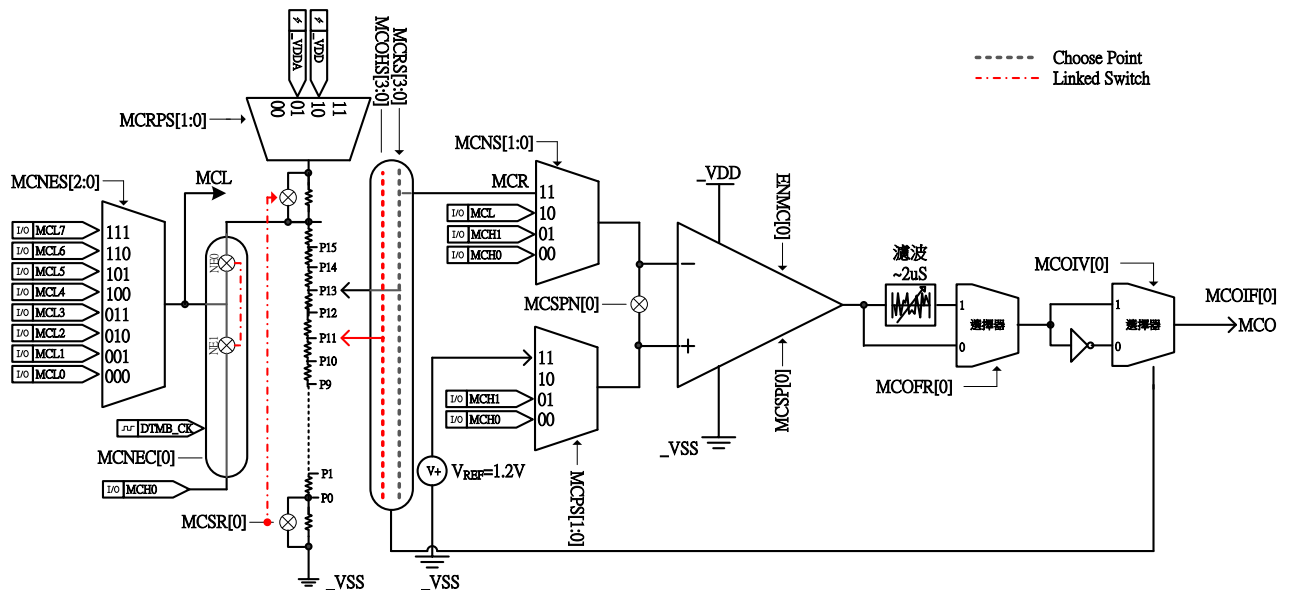 _VDDA
_VDD
00
01
10
11
MCRPS[1:0]
MCOHS[3:0]
MCRS[3:0]
Choose Point
Linked Switch
MCNES[2:0]
MCL
I/O MCL7 111
I/O MCL6 110
I/O MCL5 101
I/O MCL4 100
I/O MCL3 011
I/O MCL2 010
I/O MCL1 001
I/O MCL0 000
NE0
NE1
DTMB_CK
MCNEC[0]
I/O MCH0
MCSR[0]
P15
P14
P13
P12
P11
P10
P9
P1
P0
_VSS
MCNS[1:0]
MCR 11
I/O MCL 10
I/O MCH1 01
I/O MCH0 00
MCSPN[0]
11
10
I/O MCH1 01
I/O MCH0 00
MCPS[1:0]
V+
VREF=1.2V
_VSS
_VDD
ENMC[0]
−
+
MCSP[0]
_VSS
濾波
~2uS
1
選擇器
0
MCOFR[0]
MCOIV[0]
1
選擇器
0
MCOIF[0]
MCO